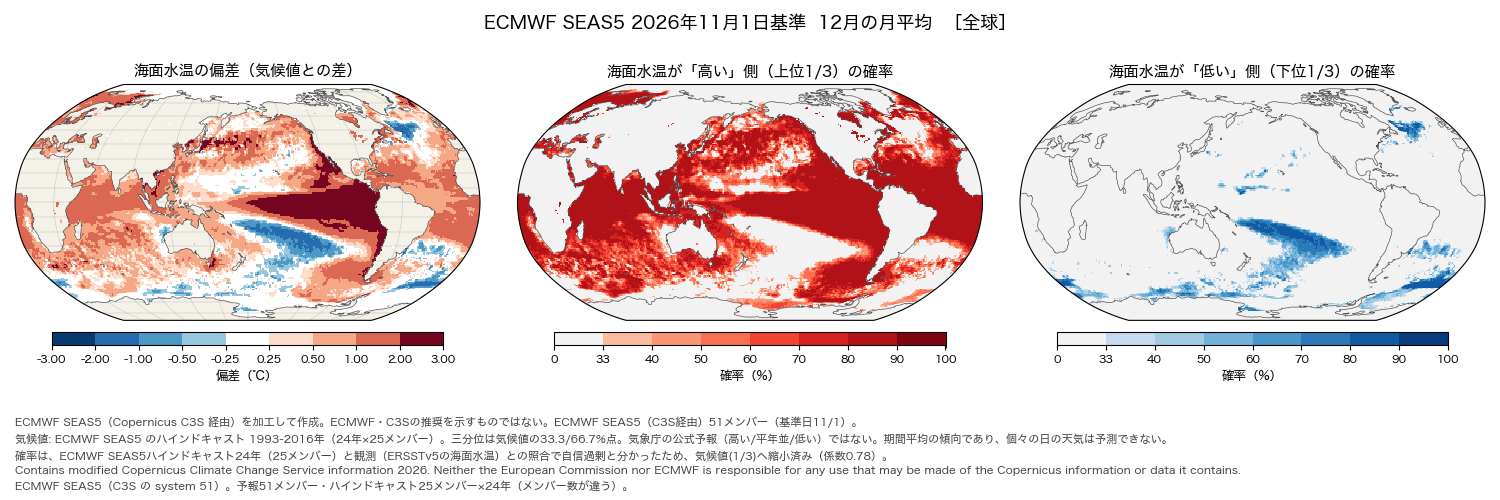 ECMWF SEAS5 2026年11月1日基準 12月の月平均 ［全球］
海面水温の偏差（気候値との差）
海面水温が「高い」側（上位1/3）の確率
海面水温が「低い」側（下位1/3）の確率
-3.00 -2.00 -1.00 -0.50 -0.25 0.25 0.50 1.00 2.00 3.00
偏差（℃）
0 33 40 50 60 70 80 90 100
確率（%）
0 33 40 50 60 70 80 90 100
確率（%）
ECMWF SEAS5（Copernicus C3S 経由）を加工して作成。ECMWF・C3Sの推奨を示すものではない。ECMWF SEAS5（C3S経由）51メンバー（基準日11/1）。
気候値: ECMWF SEAS5 のハインドキャスト 1993-2016年（24年×25メンバー）。三分位は気候値の33.3/66.7%点。気象庁の公式予報（高い/平年並/低い）ではない。期間平均の傾向であり、個々の日の天気は予測できない。
確率は、ECMWF SEAS5ハインドキャスト24年（25メンバー）と観測（ERSSTv5の海面水温）との照合で自信過剰と分かったため、気候値(1/3)へ縮小済み（係数0.78）。
Contains modified Copernicus Climate Change Service information 2026. Neither the European Commission nor ECMWF is responsible for any use that may be made of the Copernicus information or data it contains.
ECMWF SEAS5（C3S の system 51）。予報51メンバー・ハインドキャスト25メンバー×24年（メンバー数が違う）。